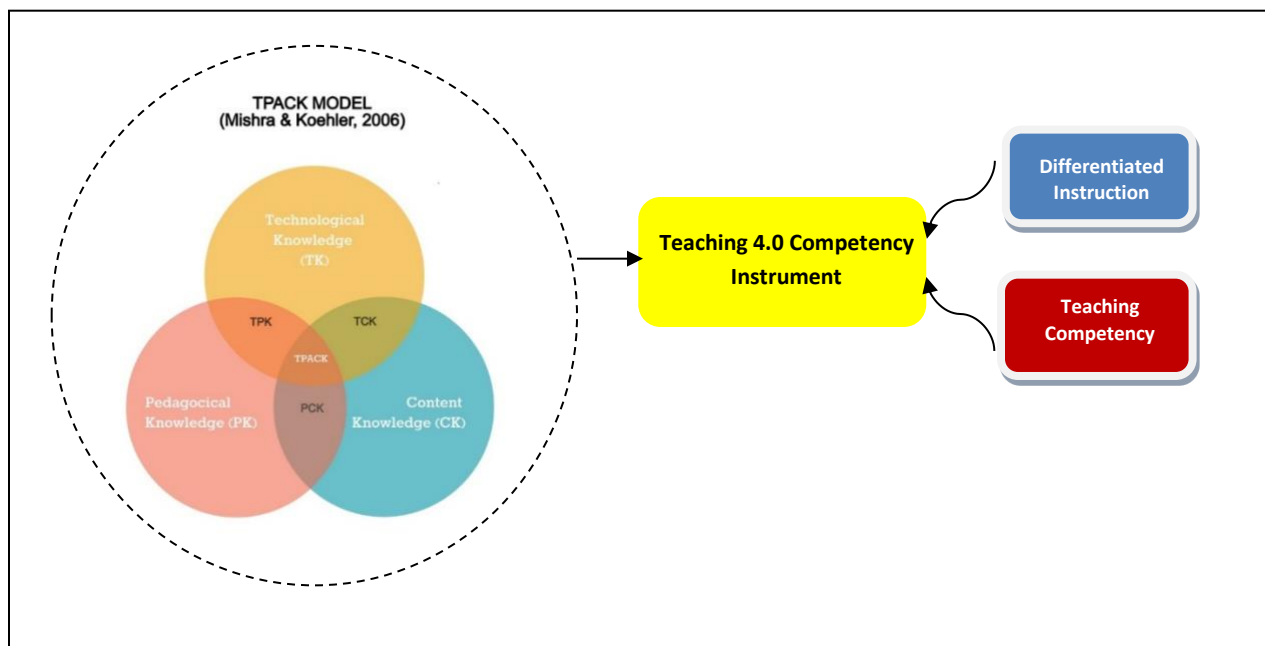 TPACK MODEL
(Mishra & Koehler, 2006)
Technological
Knowledge
(TK)
TPK
TCK
TPACK
Pedagocical
Knowledge (PK)
PCK
Content
Knowledge (CK)
Teaching 4.0 Competency
Instrument
Differentiated
Instruction
Teaching
Competency